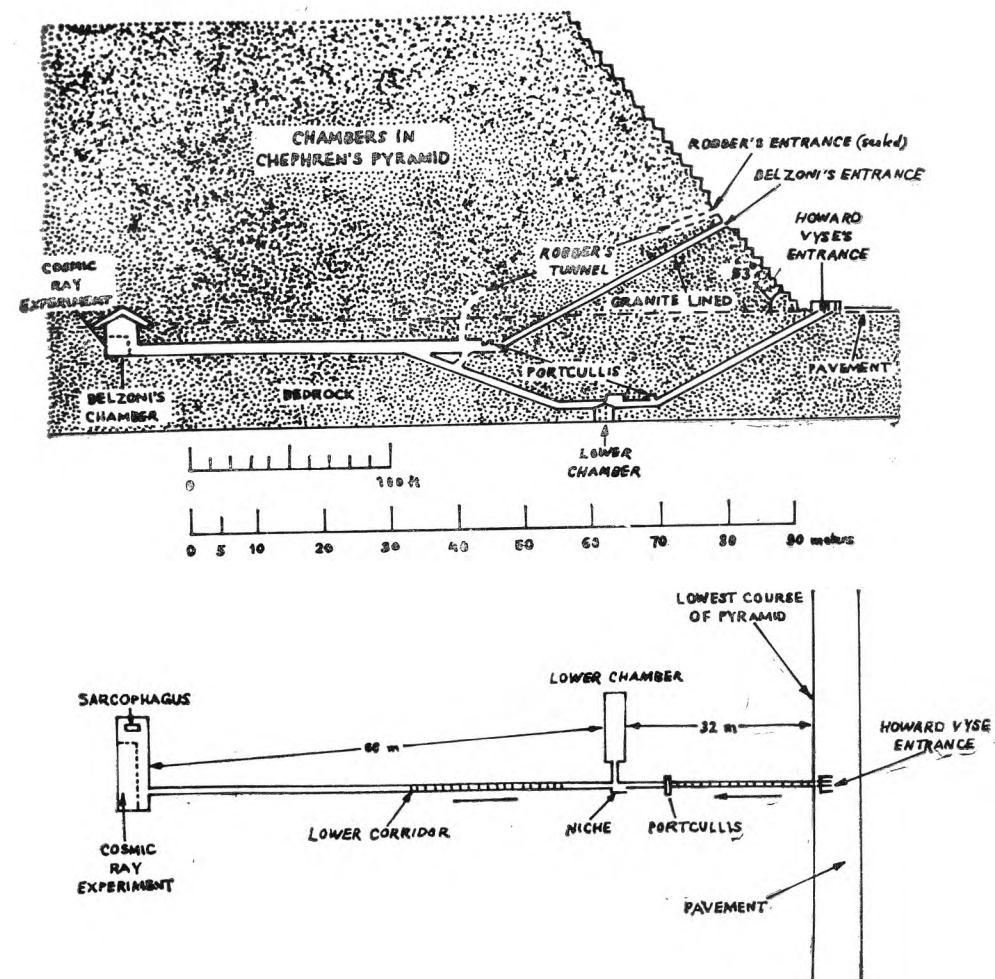 CHAMBERS IN
CHEPHREN'S PYRAMID
ROBBER'S ENTRANCE (sealed)
BELZONI'S ENTRANCE
HOWARD
VYSE'S
ENTRANCE
ROBBER'S
TUNNEL
53°
COSMIC
RAY
EXPERIMENT
GRANITE LINED
PORTCULLIS
PAVEMENT
BELZONI'S
CHAMBER
BEDROCK
LOWER
CHAMBER
0 100 ft
0 5 10 20 30 40 50 60 70 80 90 meters
LOWEST COURSE
OF PYRAMID
LOWER CHAMBER
SARCOPHAGUS
32 m
HOWARD VYSE
ENTRANCE
m
LOWER CORRIDOR
NICHE
PORTCULLIS
COSMIC
RAY
EXPERIMENT
PAVEMENT